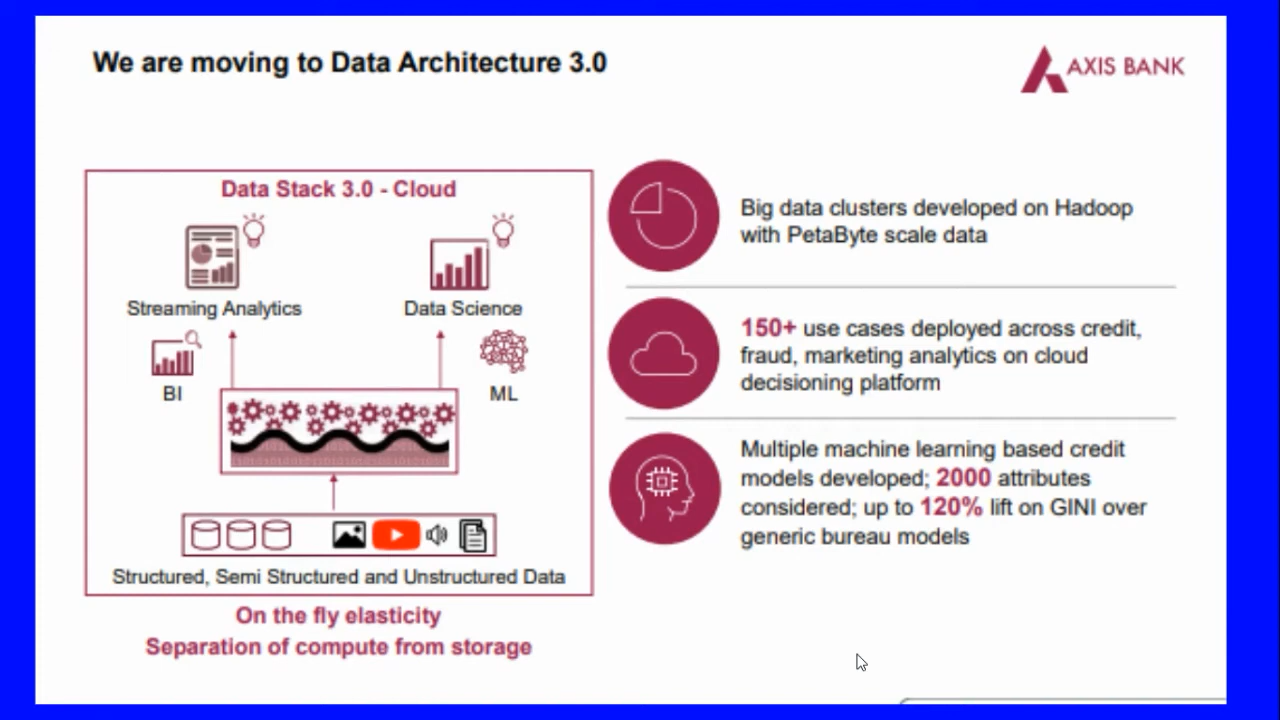 We are moving to Data Architecture 3.0
AXIS BANK
Data Stack 3.0 - Cloud
Streaming Analytics
Data Science
BI
ML
Structured, Semi Structured and Unstructured Data
On the fly elasticity
Separation of compute from storage
Big data clusters developed on Hadoop
with PetaByte scale data
150+ use cases deployed across credit,
fraud, marketing analytics on cloud
decisioning platform
Multiple machine learning based credit
models developed; 2000 attributes
considered; up to 120% lift on GINI over
generic bureau models